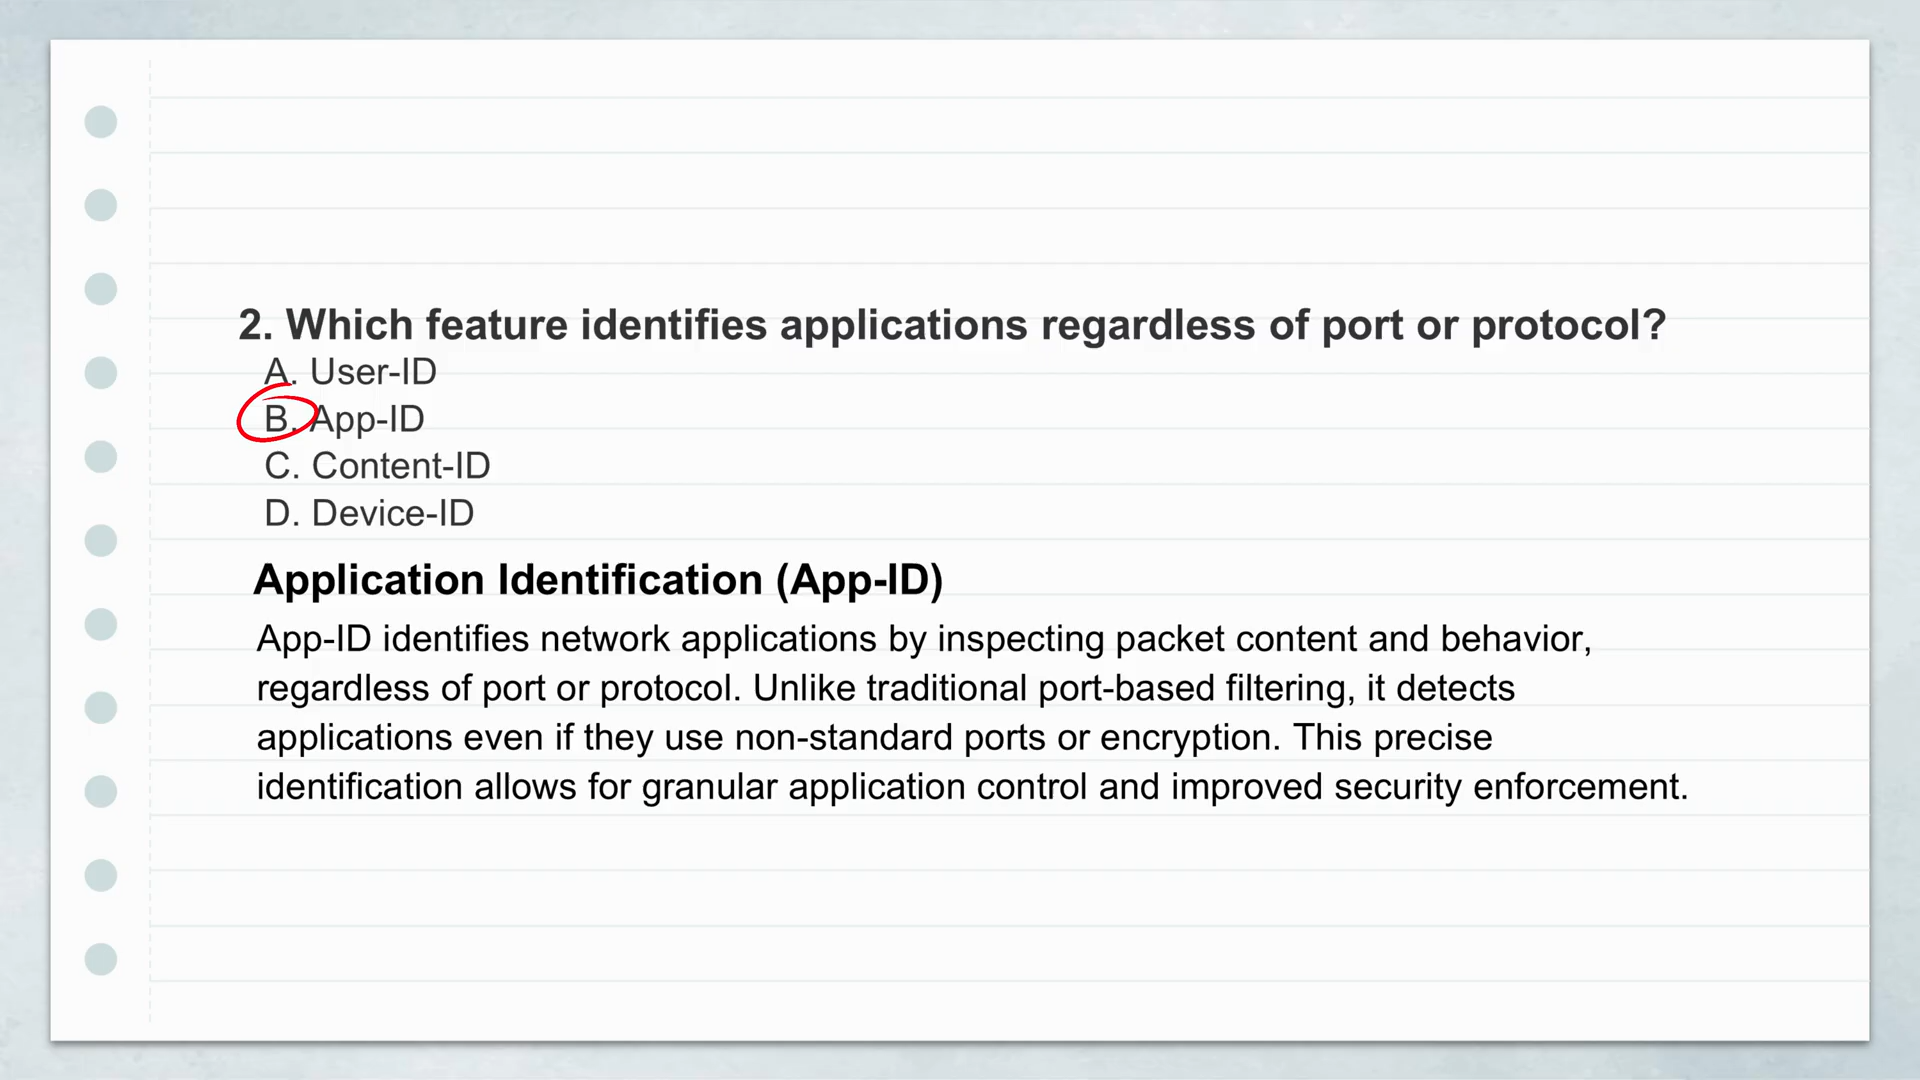 2. Which feature identifies applications regardless of port or protocol?
A. User-ID
B. App-ID
C. Content-ID
D. Device-ID
Application Identification (App-ID)
App-ID identifies network applications by inspecting packet content and behavior,
regardless of port or protocol. Unlike traditional port-based filtering, it detects
applications even if they use non-standard ports or encryption. This precise
identification allows for granular application control and improved security enforcement.